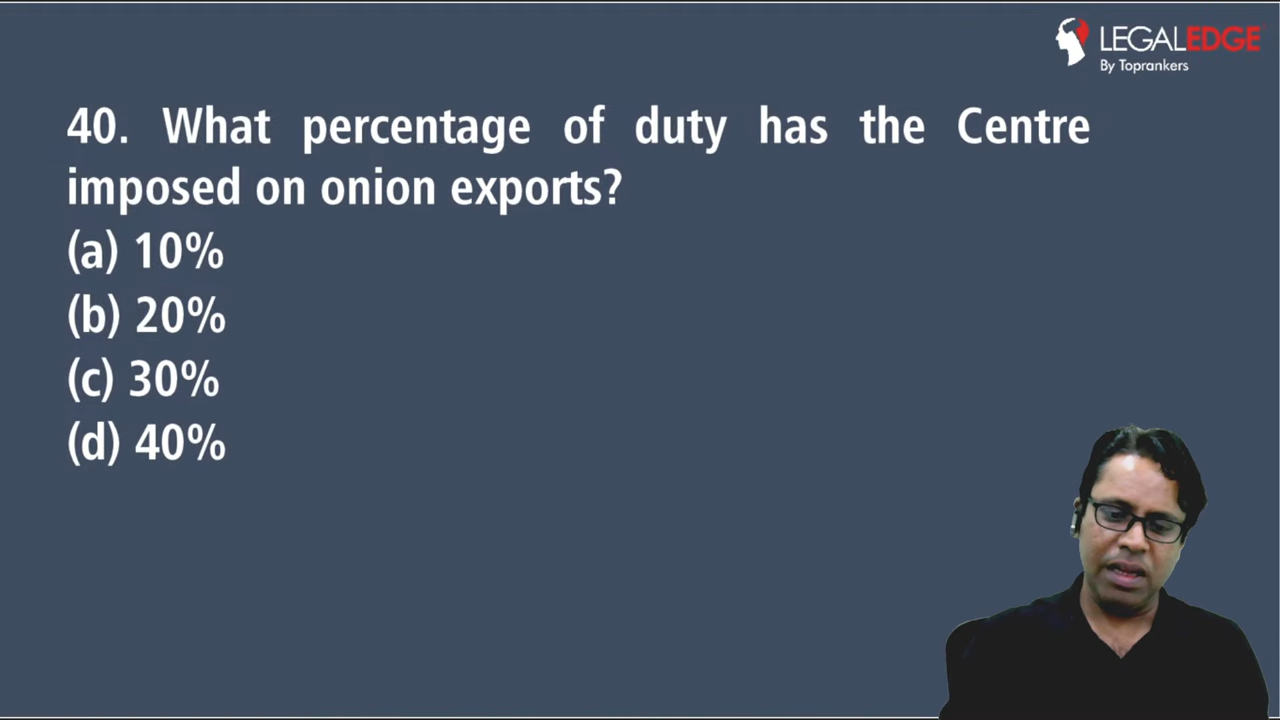 LEGALEDGE
By Toprankers
40. What percentage of duty has the Centre
imposed on onion exports?
(a) 10%
(b) 20%
(c) 30%
(d) 40%